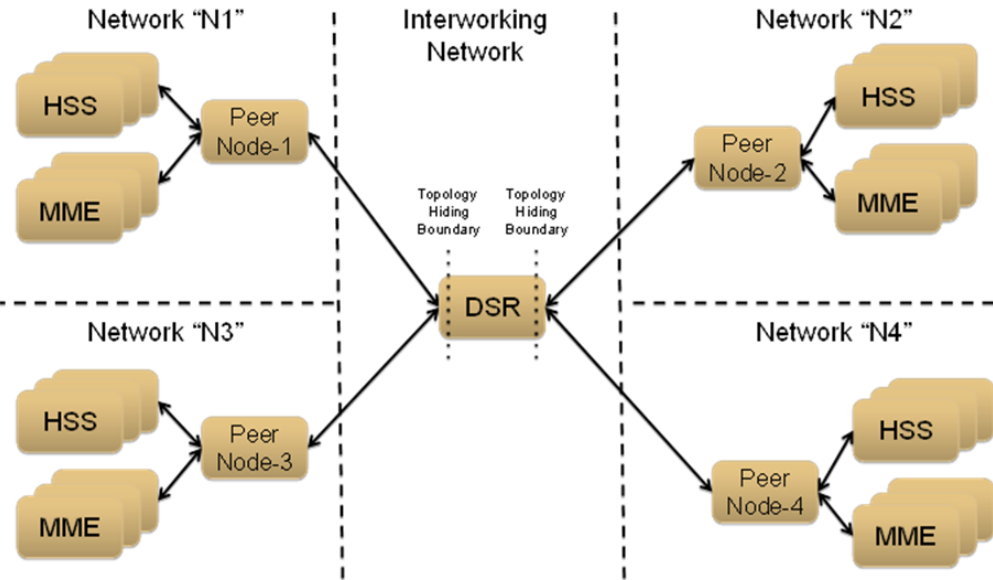 Network “N1”
HSS
MME
Peer
Node-1
Interworking
Network
Topology
Hiding
Boundary
Topology
Hiding
Boundary
DSR
Network “N2”
Peer
Node-2
HSS
MME
Network “N3”
HSS
MME
Peer
Node-3
Network “N4”
Peer
Node-4
HSS
MME